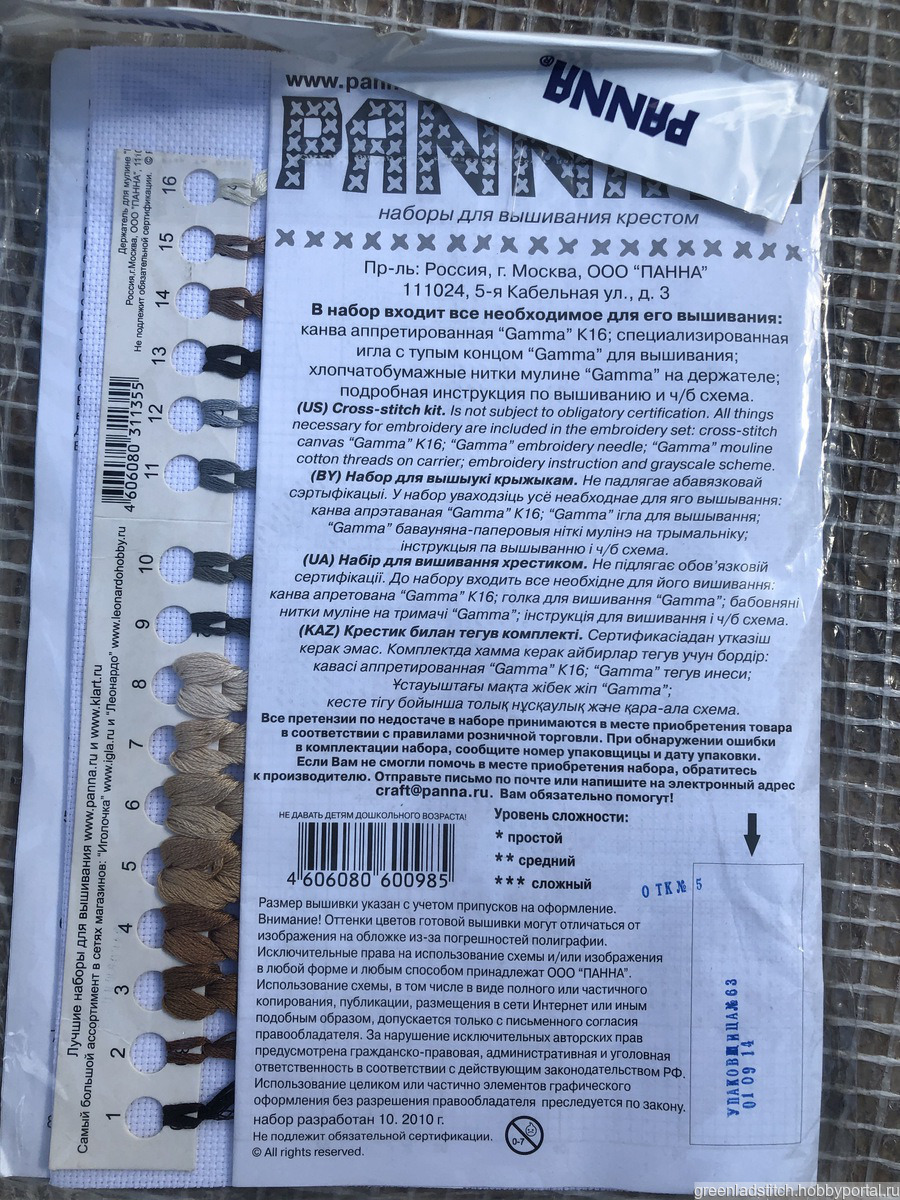 PANNA®
www.pann
PANNA
наборы для вышивания крестом
Пр-ль: Россия, г. Москва, ООО "ПАННА"
111024, 5-я Кабельная ул., д. 3
В набор входит все необходимое для его вышивания:
канва аппретированная "Gamma" К16; специализированная
игла с тупым концом "Gamma" для вышивания;
хлопчатобумажные нитки мулине "Gamma" на держателе;
подробная инструкция по вышиванию и ч/б схема.
(US) Cross-stitch kit. Is not subject to obligatory certification. All things
necessary for embroidery are included in the embroidery set: cross-stitch
canvas "Gamma" K16; "Gamma" embroidery needle; "Gamma" mouline
cotton threads on carrier; embroidery instruction and grayscale scheme.
(BY) Набор для вышыукі крыжыкам. Не падлягае абавязковай
сэртыфікацыі. У набор уваходзіць усё неабходнае для яго вышывання:
канва апрэтаваная "Gamma" К16; "Gamma" ігла для вышывання;
"Gamma" бавауняна-паперовыя ніткі мулінэ на трымальніку;
інструкцыя па вышыванню і ч/б схема.
(UA) Набір для вишивання хрестиком. Не підлягає обов'язковій
сертифікації. До набору входить все необхідне для його вишивання:
канва апретована "Gamma" К16; голка для вишивання "Gamma"; бабовняні
нитки муліне на тримачі "Gamma"; інструкція для вишивання і ч/б схема.
(KAZ) Крестик билан тегув комплекті. Сертификасіадан утказіш
керак эмас. Комплектда хамма керак айбирлар тегув учун бордір:
кавасі аппретированная "Gamma" К16; "Gamma" тегув инеси;
Ұстауыштағы мақта жібек жіп "Gamma";
кесте тігу бойынша толық нұсқаулық және қара-ала схема.
Все претензии по недостаче в наборе принимаются в месте приобретения товара
в соответствии с правилами розничной торговли. При обнаружении ошибки
в комплектации набора, сообщите номер упаковщицы и дату упаковки.
Если Вам не смогли помочь в месте приобретения набора, обратитесь
к производителю. Отправьте письмо по почте или напишите на электронный адрес
craft@panna.ru. Вам обязательно помогут!
НЕ ДАВАТЬ ДЕТЯМ ДОШКОЛЬНОГО ВОЗРАСТА!
4 606080 600985
Уровень сложности:
* простой
** средний
*** сложный
ОТК № 5
Размер вышивки указан с учетом припусков на оформление.
Внимание! Оттенки цветов готовой вышивки могут отличаться от
изображения на обложке из-за погрешностей полиграфии.
Исключительные права на использование схемы и/или изображения
в любой форме и любым способом принадлежат ООО "ПАННА".
Использование схемы, в том числе в виде полного или частичного
копирования, публикации, размещения в сети Интернет или иным
подобным образом, допускается только с письменного согласия
правообладателя. За нарушение исключительных авторских прав
предусмотрена гражданско-правовая, административная и уголовная
ответственность в соответствии с действующим законодательством РФ.
Использование целиком или частично элементов графического
оформления без разрешения правообладателя преследуется по закону.
набор разработан 10. 2010 г.
Не подлежит обязательной сертификации.
© All rights reserved.
0-7
УПАКОВЩИЦА№63
01 09 14
Держатель для мулине
Россия,г.Москва, ООО "ПАННА",
Не подлежит обязательной сертификации. ©
4 606080 311355
Лучшие наборы для вышивания www.panna.ru и www.klart.ru
Самый большой ассортимент в сетях магазинов: "Иголочка" www.igla.ru и "Леонардо" www.leonardohobby.ru
16
15
14
13
12
11
10
9
8
7
6
5
4
3
2
1
greenladstitch.hobbyportal.ru